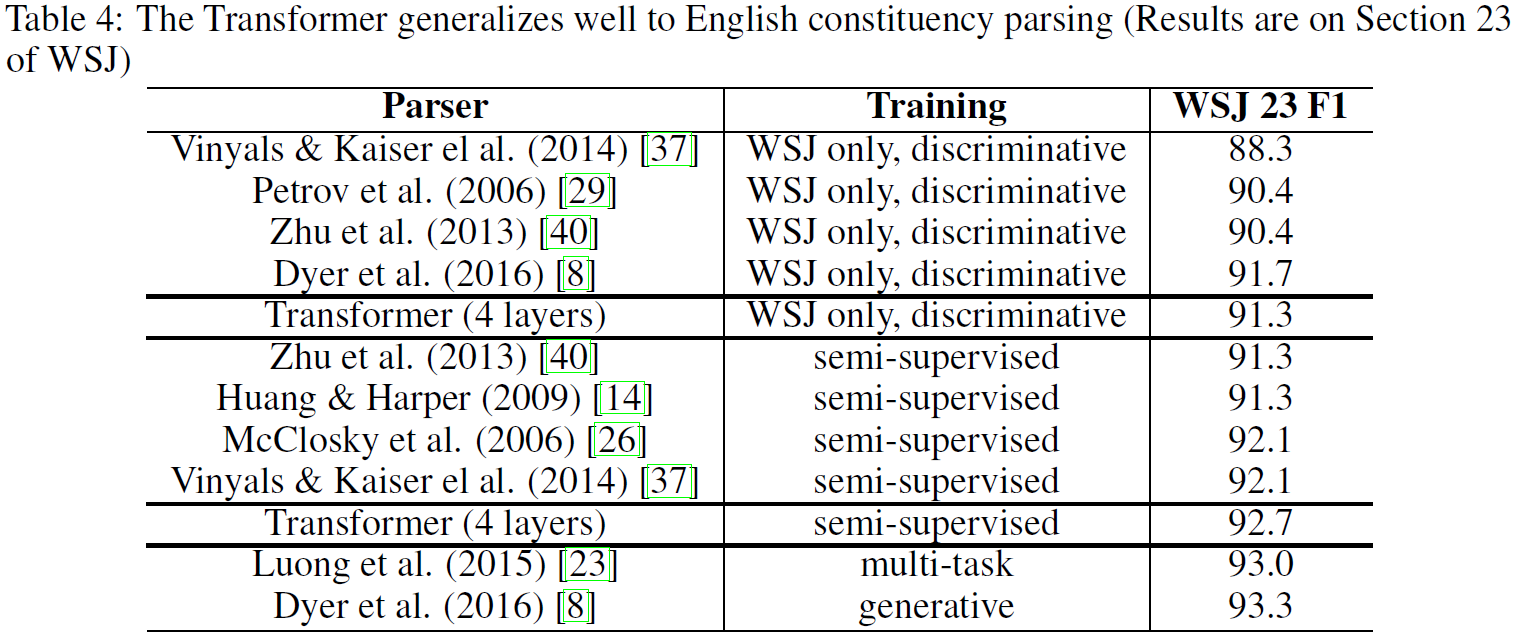 Table 4: The Transformer generalizes well to English constituency parsing (Results are on Section 23
of WSJ)
Parser Training WSJ 23 F1
Vinyals & Kaiser el al. (2014) [37] WSJ only, discriminative 88.3
Petrov et al. (2006) [29] WSJ only, discriminative 90.4
Zhu et al. (2013) [40] WSJ only, discriminative 90.4
Dyer et al. (2016) [8] WSJ only, discriminative 91.7
Transformer (4 layers) WSJ only, discriminative 91.3
Zhu et al. (2013) [40] semi-supervised 91.3
Huang & Harper (2009) [14] semi-supervised 91.3
McClosky et al. (2006) [26] semi-supervised 92.1
Vinyals & Kaiser el al. (2014) [37] semi-supervised 92.1
Transformer (4 layers) semi-supervised 92.7
Luong et al. (2015) [23] multi-task 93.0
Dyer et al. (2016) [8] generative 93.3